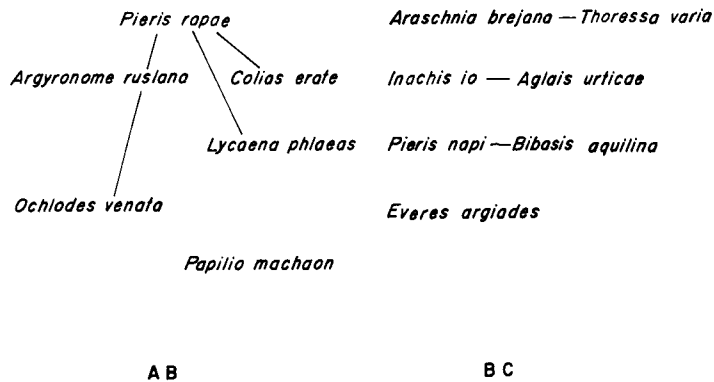 Pieris rapae
Argyronome ruslana
Colias erate
Lycaena phlaeas
Ochlodes venata
Papilio machaon
A B
Araschnia brejana — Thoressa varia
Inachis io — Aglais urticae
Pieris napi — Bibasis aquilina
Everes argiades
B C